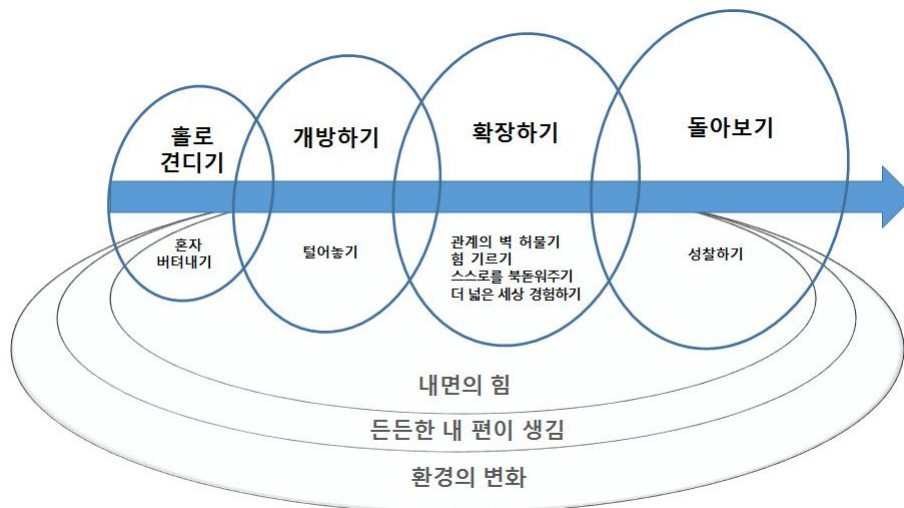 홀로
견디기
개방하기
확장하기
돌아보기
혼자
버텨내기
털어놓기
관계의 벽 허물기
힘 기르기
스스로를 북돋워주기
더 넓은 세상 경험하기
성찰하기
내면의 힘
든든한 내 편이 생김
환경의 변화